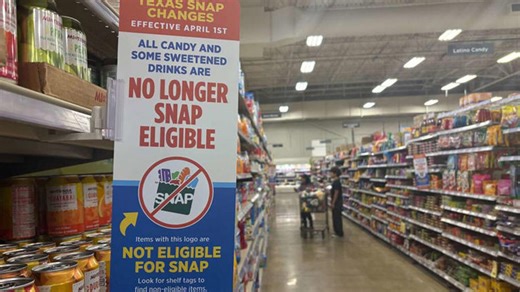 TEXAS SNAP
CHANGES
EFFECTIVE APRIL 1ST
ALL CANDY AND
SOME SWEETENED
DRINKS ARE
NO LONGER
SNAP
ELIGIBLE
SNAP
Items with this logo are
NOT ELIGIBLE
FOR SNAP
Look for shelf tags to
find non-eligible items.
Latino Candy